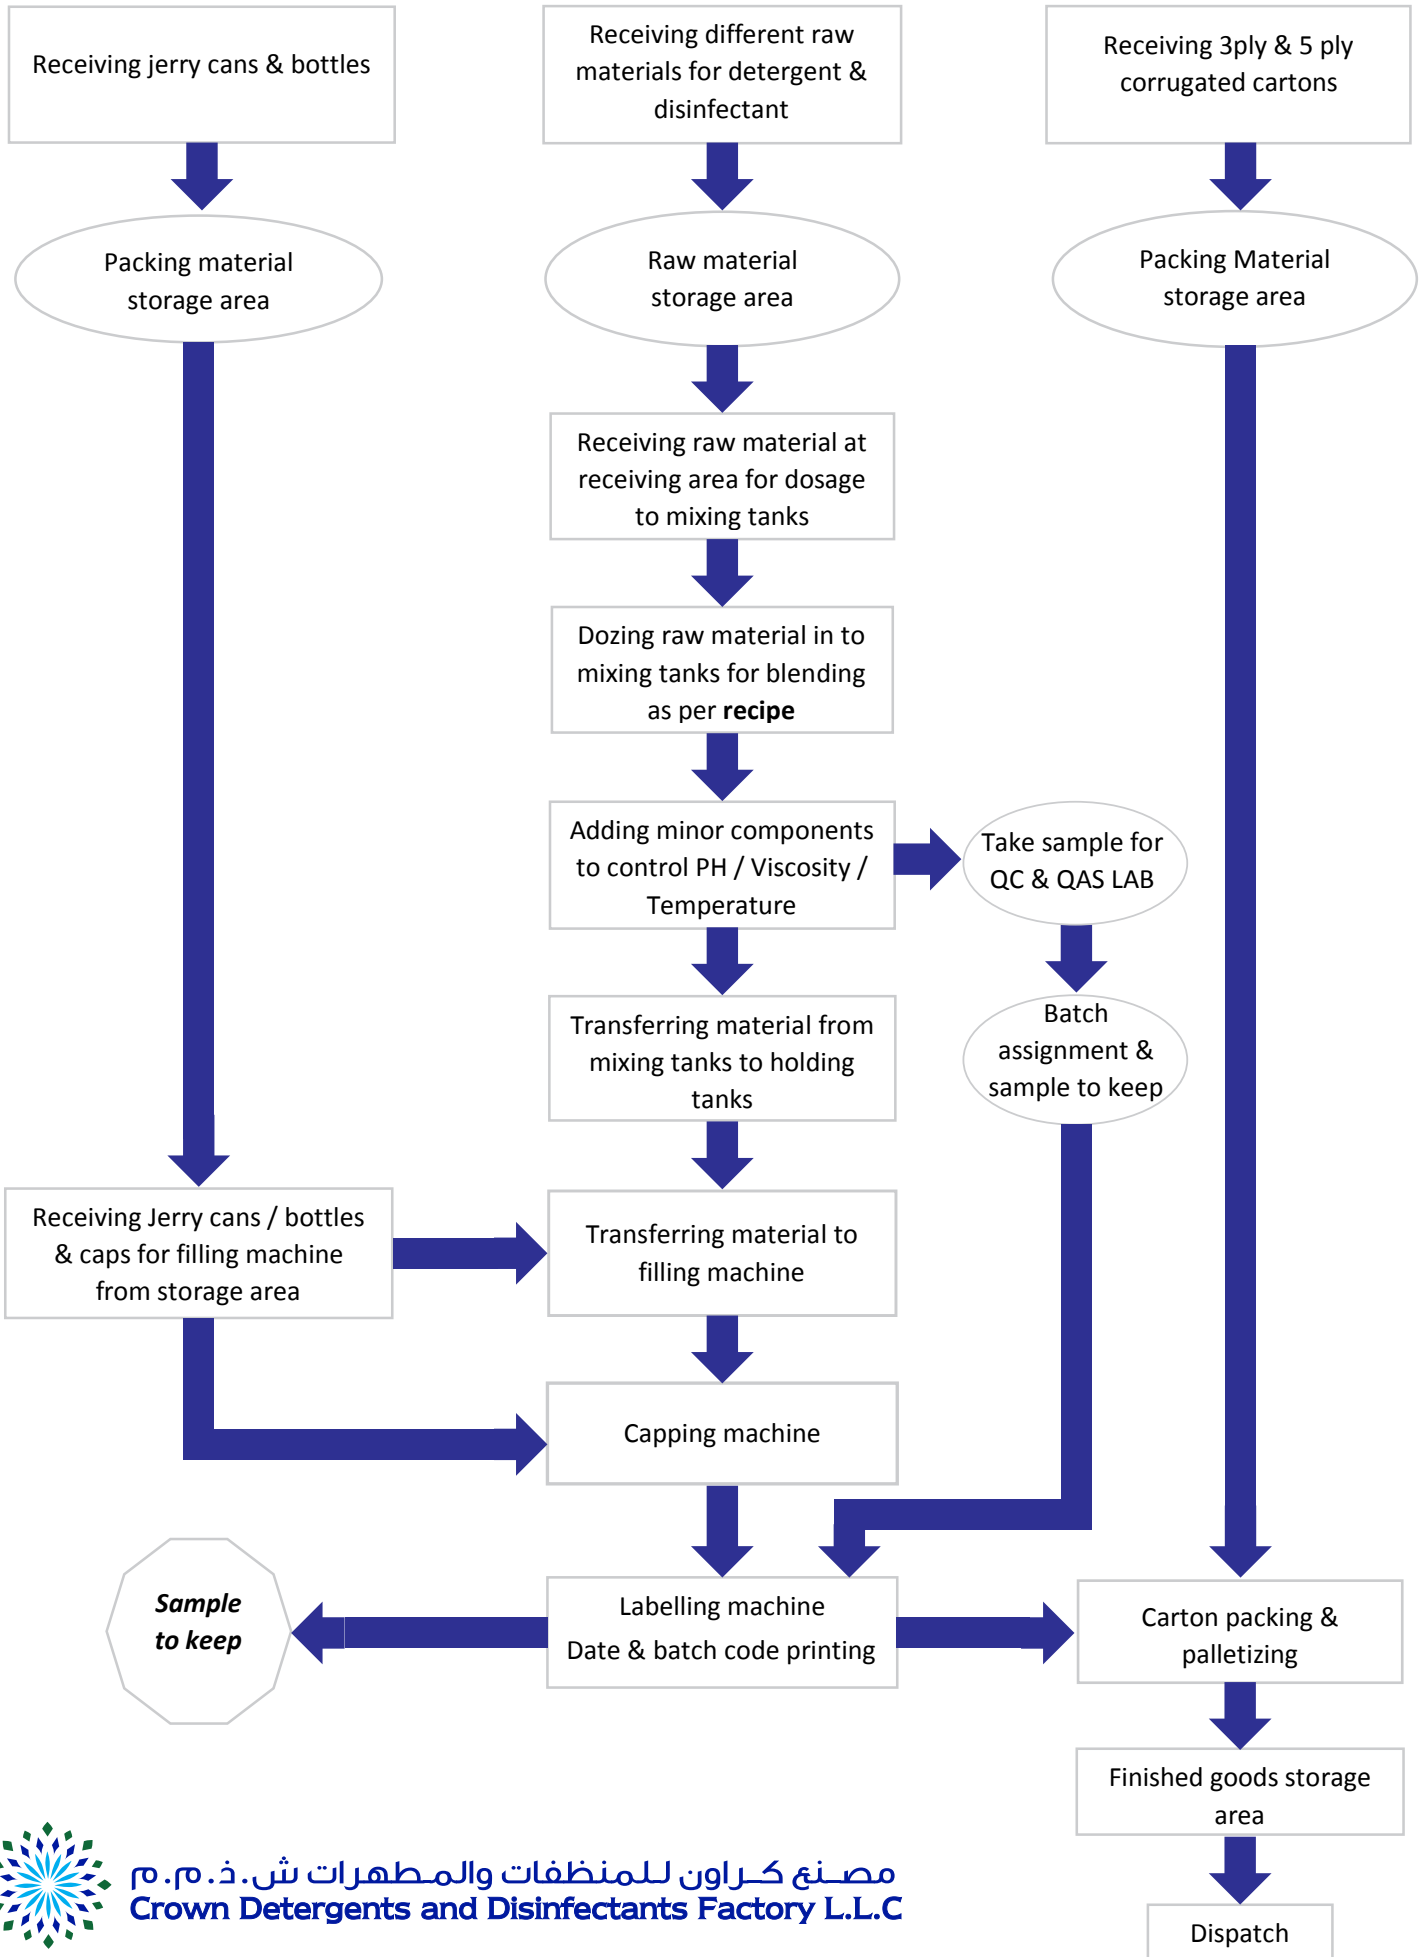 Receiving jerry cans & bottles
Receiving different raw
materials for detergent &
disinfectant
Receiving 3ply & 5 ply
corrugated cartons
Packing material
storage area
Raw material
storage area
Packing Material
storage area
Receiving raw material at
receiving area for dosage
to mixing tanks
Dozing raw material in to
mixing tanks for blending
as per recipe
Adding minor components
to control PH / Viscosity /
Temperature
Take sample for
QC & QAS LAB
Transferring material from
mixing tanks to holding
tanks
Batch
assignment &
sample to keep
Receiving Jerry cans / bottles
& caps for filling machine
from storage area
Transferring material to
filling machine
Capping machine
Sample
to keep
Labelling machine
Date & batch code printing
Carton packing &
palletizing
Finished goods storage
area
مصنع كراون للمنظفات والمطهرات ش.ذ.م.م
Crown Detergents and Disinfectants Factory L.L.C
Dispatch